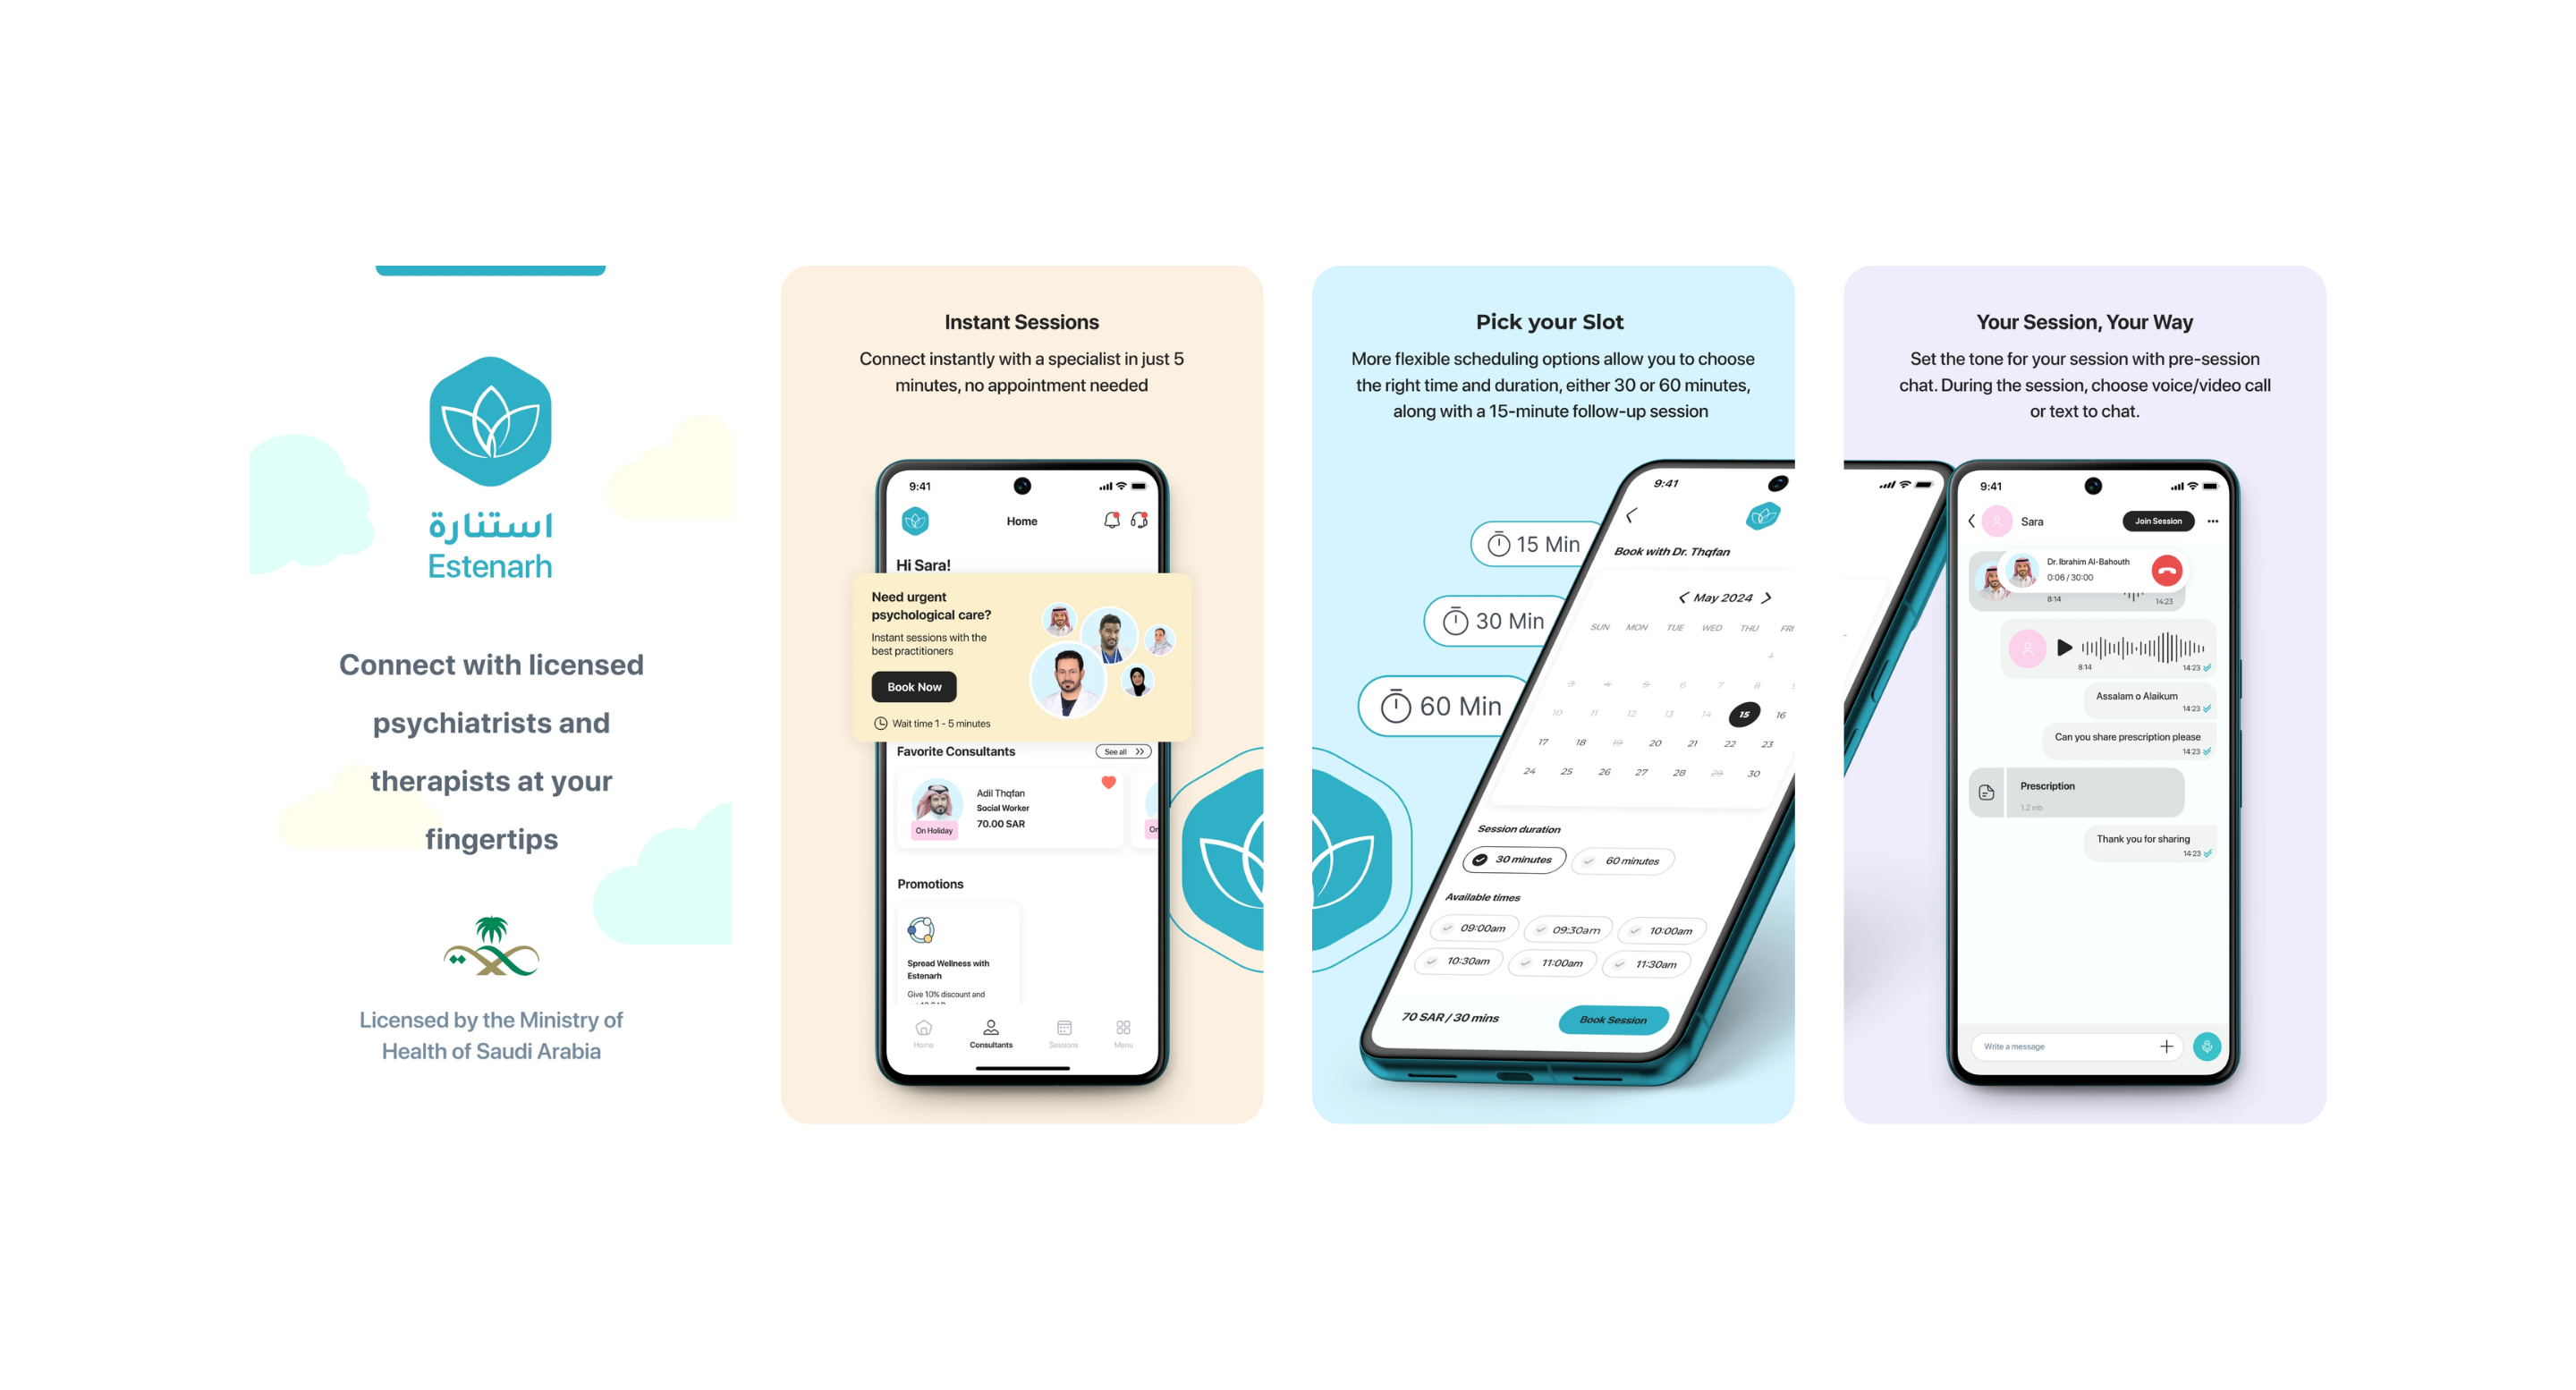 استنارة
Estenarh
Connect with licensed
psychiatrists and
therapists at your
fingertips
Licensed by the Ministry of
Health of Saudi Arabia
Instant Sessions
Connect instantly with a specialist in just 5
minutes, no appointment needed
9:41
Home
Hi Sara!
Need urgent
psychological care?
Instant sessions with the
best practitioners
Book Now
Wait time 1 - 5 minutes
Favorite Consultants
See all
Adil Thqfan
Social Worker
70.00 SAR
On Holiday
On
Promotions
Spread Wellness with
Estenarh
Give 10% discount and
Home
Consultants
Sessions
Menu
Pick your Slot
More flexible scheduling options allow you to choose
the right time and duration, either 30 or 60 minutes,
along with a 15-minute follow-up session
15 Min
30 Min
60 Min
9:41
Book with Dr. Thqfan
May 2024
SUN MON TUE WED THU FRI
3 4 5 6 7 8
10 11 12 13 14 15 16
17 18 19 20 21 22 23
24 25 26 27 28 29 30
Session duration
30 minutes 60 minutes
Available times
09:00am 09:30am 10:00am
10:30am 11:00am 11:30am
70 SAR / 30 mins
Book Session
Your Session, Your Way
Set the tone for your session with pre-session
chat. During the session, choose voice/video call
or text to chat.
9:41
Sara
Join Session
Dr. Ibrahim Al-Bahouth
0:06 / 30:00
8:14
14:23
8:14
14:23
Assalam o Alaikum
14:23
Can you share prescription please
14:23
Prescription
1.2 mb
Thank you for sharing
14:23
Write a message